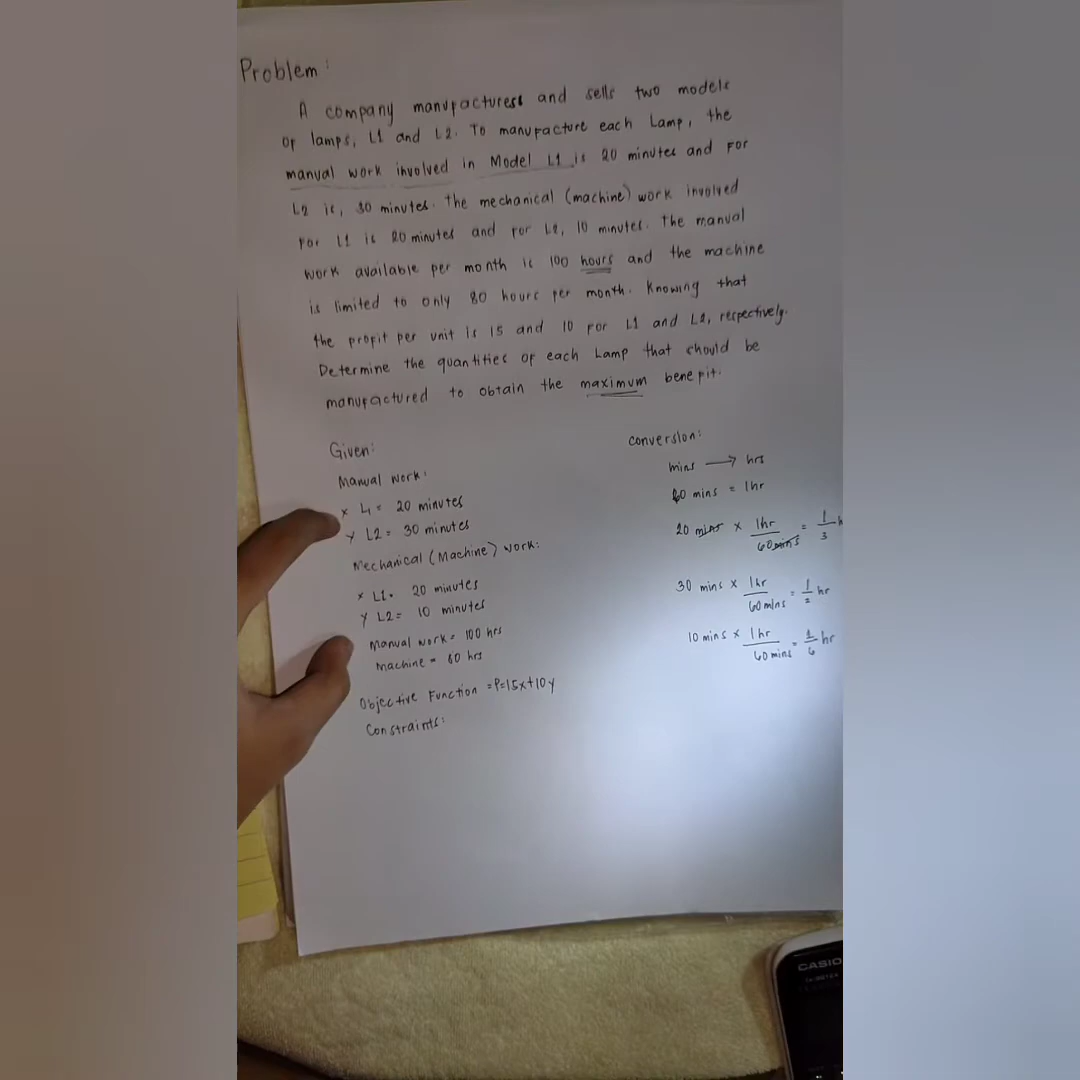 Problem:
A company manufactures and sells two models
of lamps, L1 and L2. To manufacture each Lamp, the
manual work involved in Model L1 is 20 minutes and for
L2 is, 30 minutes. The mechanical (machine) work involved
for L1 is 20 minutes and for L2, 10 minutes. The manual
work available per month is 100 hours and the machine
is limited to only 80 hours per month. Knowing that
the profit per unit is 15 and 10 for L1 and L2, respectively.
Determine the quantities of each Lamp that should be
manufactured to obtain the maximum benefit.
Given:
Manual work:
x L1 = 20 minutes
y L2 = 30 minutes
Mechanical (Machine) work:
x L1 = 20 minutes
y L2 = 10 minutes
Manual work = 100 hrs
Machine = 80 hrs
Objective Function = P=15x+10y
Constraints:
Conversion:
mins → hrs
60 mins = 1hr
20 mins x 1hr/60mins = 1/3 h
30 mins x 1hr/60mins = 1/2 hr
10 mins x 1hr/60mins = 1/6 hr
CASIO